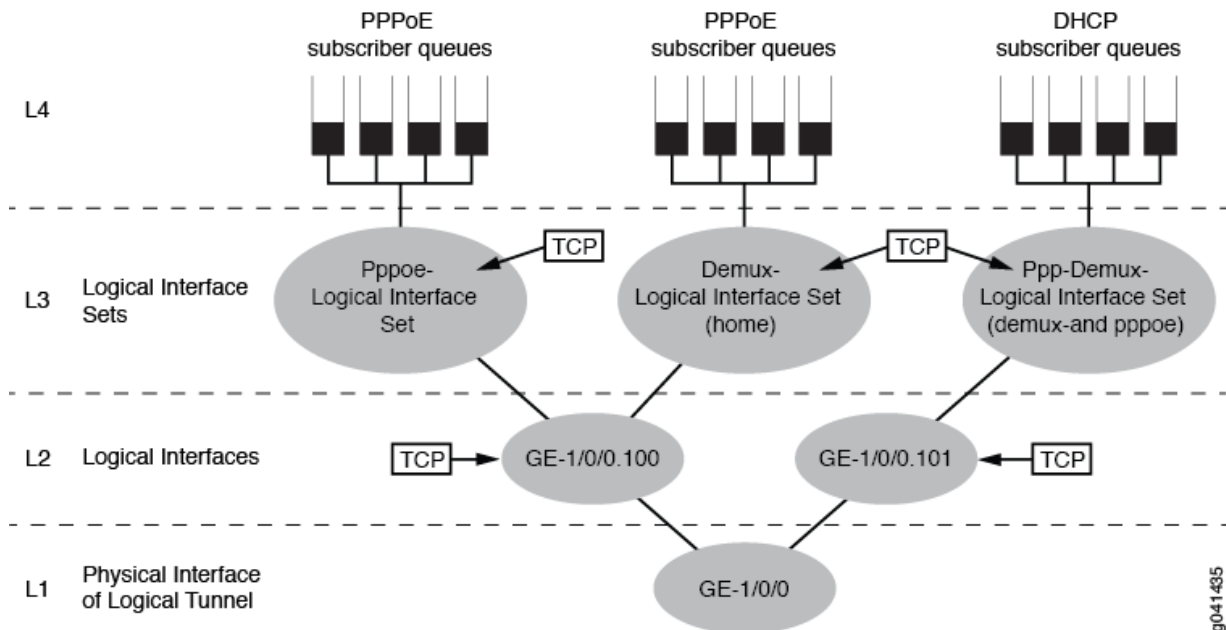 PPPoE
subscriber queues
PPPoE
subscriber queues
DHCP
subscriber queues
L4
TCP
TCP
L3
Logical Interface
Sets
Pppoe-
Logical Interface
Set
Demux-
Logical Interface Set
(home)
Ppp-Demux-
Logical Interface Set
(demux-and pppoe)
L2
Logical Interfaces
TCP
GE-1/0/0.100
GE-1/0/0.101
TCP
L1
Physical Interface
of Logical Tunnel
GE-1/0/0
g041435